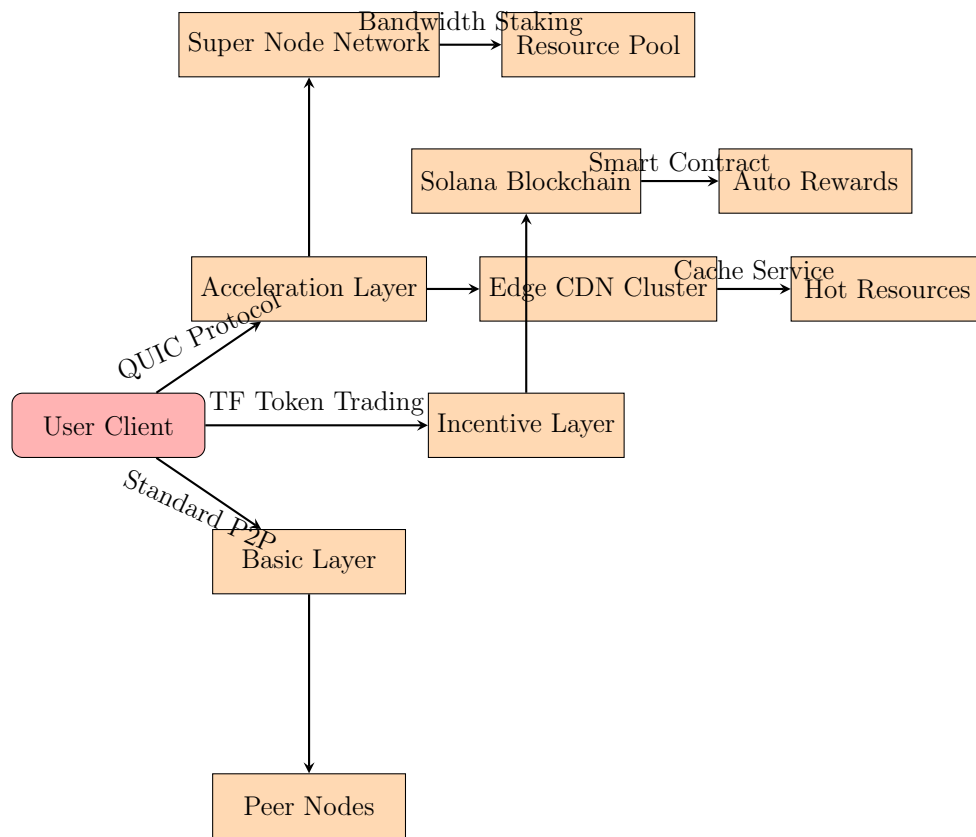 Bandwidth Staking
Super Node Network
Resource Pool
Smart Contract
Solana Blockchain
Auto Rewards
Cache Service
Acceleration Layer
Edge CDN Cluster
Hot Resources
QUIC Protocol
TF Token Trading
User Client
Incentive Layer
Standard P2P
Basic Layer
Peer Nodes